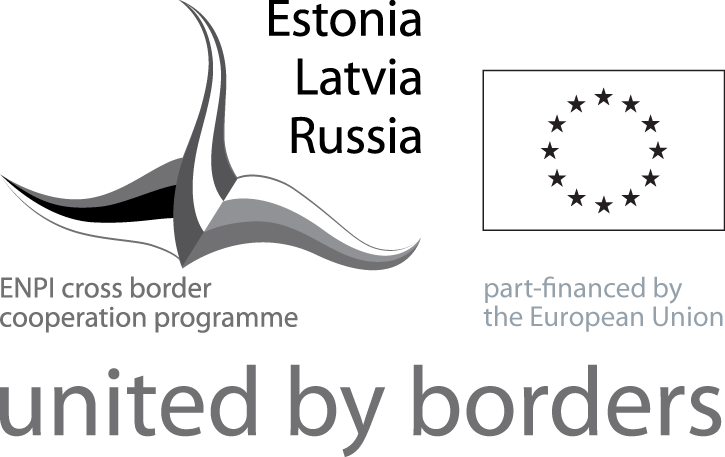 Estonia
Latvia
Russia
ENPI cross border
cooperation programme
part-financed by
the European Union
united by borders